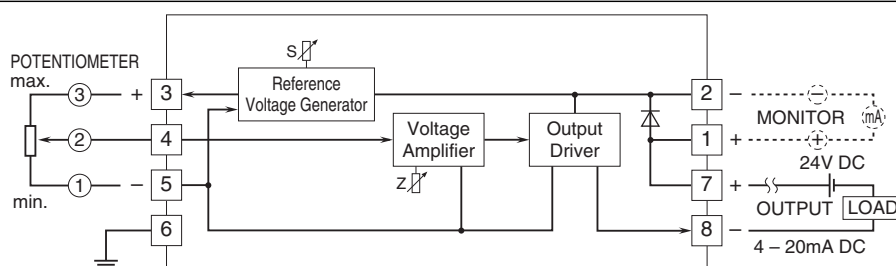 POTENTIOMETER
max.
3
+
3
2
4
1
−
5
min.
6
S
Reference
Voltage Generator
Voltage
Amplifier
Z
Output
Driver
2
−
−
MONITOR
mA
1
+
+
24V DC
7
+
OUTPUT
LOAD
8
−
4 – 20mA DC